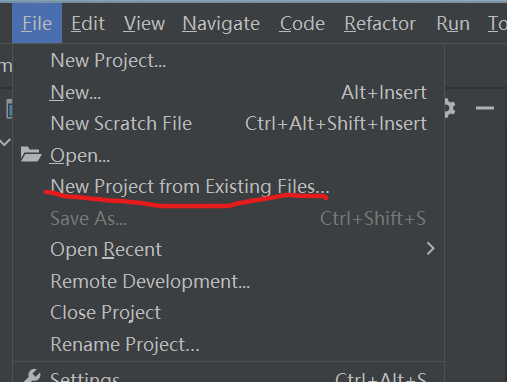 File Edit View Navigate Code Refactor Run To
m
New Project...
New... Alt+Insert
New Scratch File Ctrl+Alt+Shift+Insert
Open...
New Project from Existing Files...
Save As... Ctrl+Shift+S
Open Recent
Remote Development...
Close Project
Rename Project...
Settings Ctrl+Alt+S